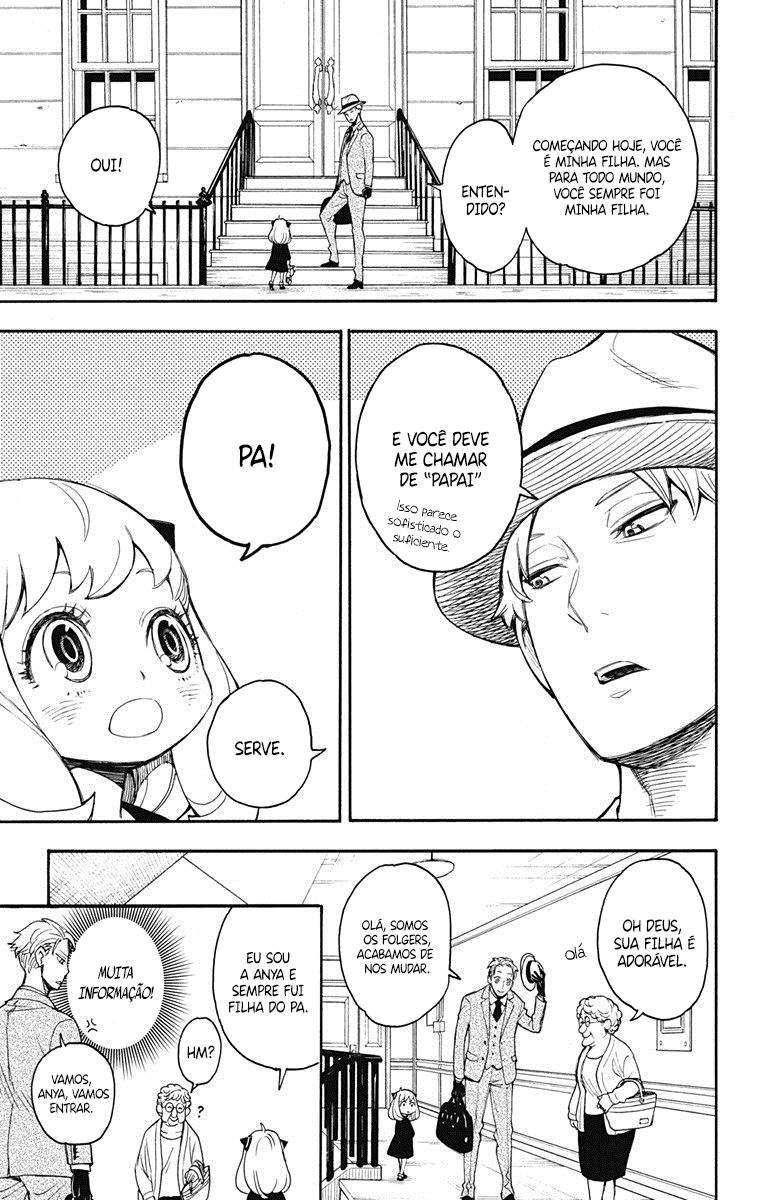 COMEÇANDO HOJE, VOCÊ
É MINHA FILHA. MAS
PARA TODO MUNDO,
VOCÊ SEMPRE FOI
MINHA FILHA.
ENTEN-
DIDO?
OUI!
E VOCÊ DEVE
ME CHAMAR
DE “PAPAI”
Isso parece
sofisticado o
suficiente
PA!
SERVE.
OH DEUS,
SUA FILHA É
ADORÁVEL.
Olá
OLÁ, SOMOS
OS FOLGERS,
ACABAMOS DE
NOS MUDAR.
EU SOU
A ANYA E
SEMPRE FUI
FILHA DO PA.
HM?
?
MUITA
INFORMAÇÃO!
VAMOS,
ANYA, VAMOS
ENTRAR.